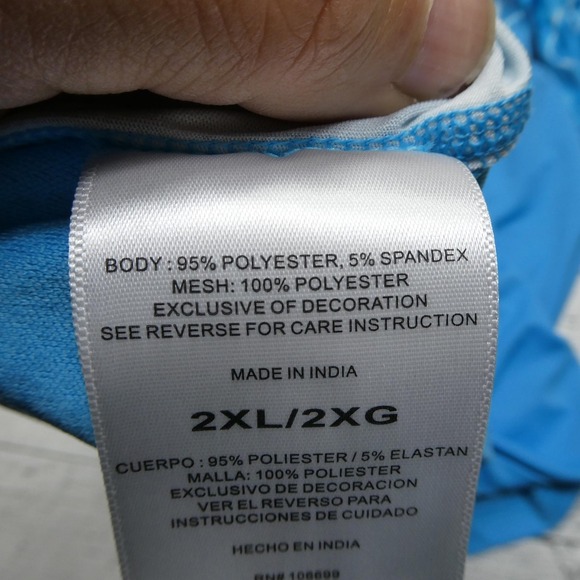 BODY : 95% POLYESTER, 5% SPANDEX
MESH: 100% POLYESTER
EXCLUSIVE OF DECORATION
SEE REVERSE FOR CARE INSTRUCTION
MADE IN INDIA
2XL/2XG
CUERPO : 95% POLIESTER / 5% ELASTAN
MALLA: 100% POLIESTER
EXCLUSIVO DE DECORACION
VER EL REVERSO PARA
INSTRUCCIONES DE CUIDADO
HECHO EN INDIA
RN# 106699